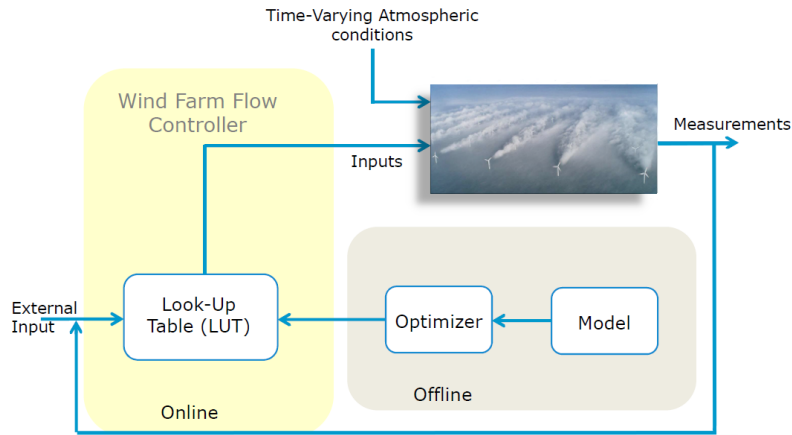 Time-Varying Atmospheric
conditions
Wind Farm Flow
Controller
Measurements
Inputs
External
Input
Look-Up
Table (LUT)
Optimizer
Model
Offline
Online